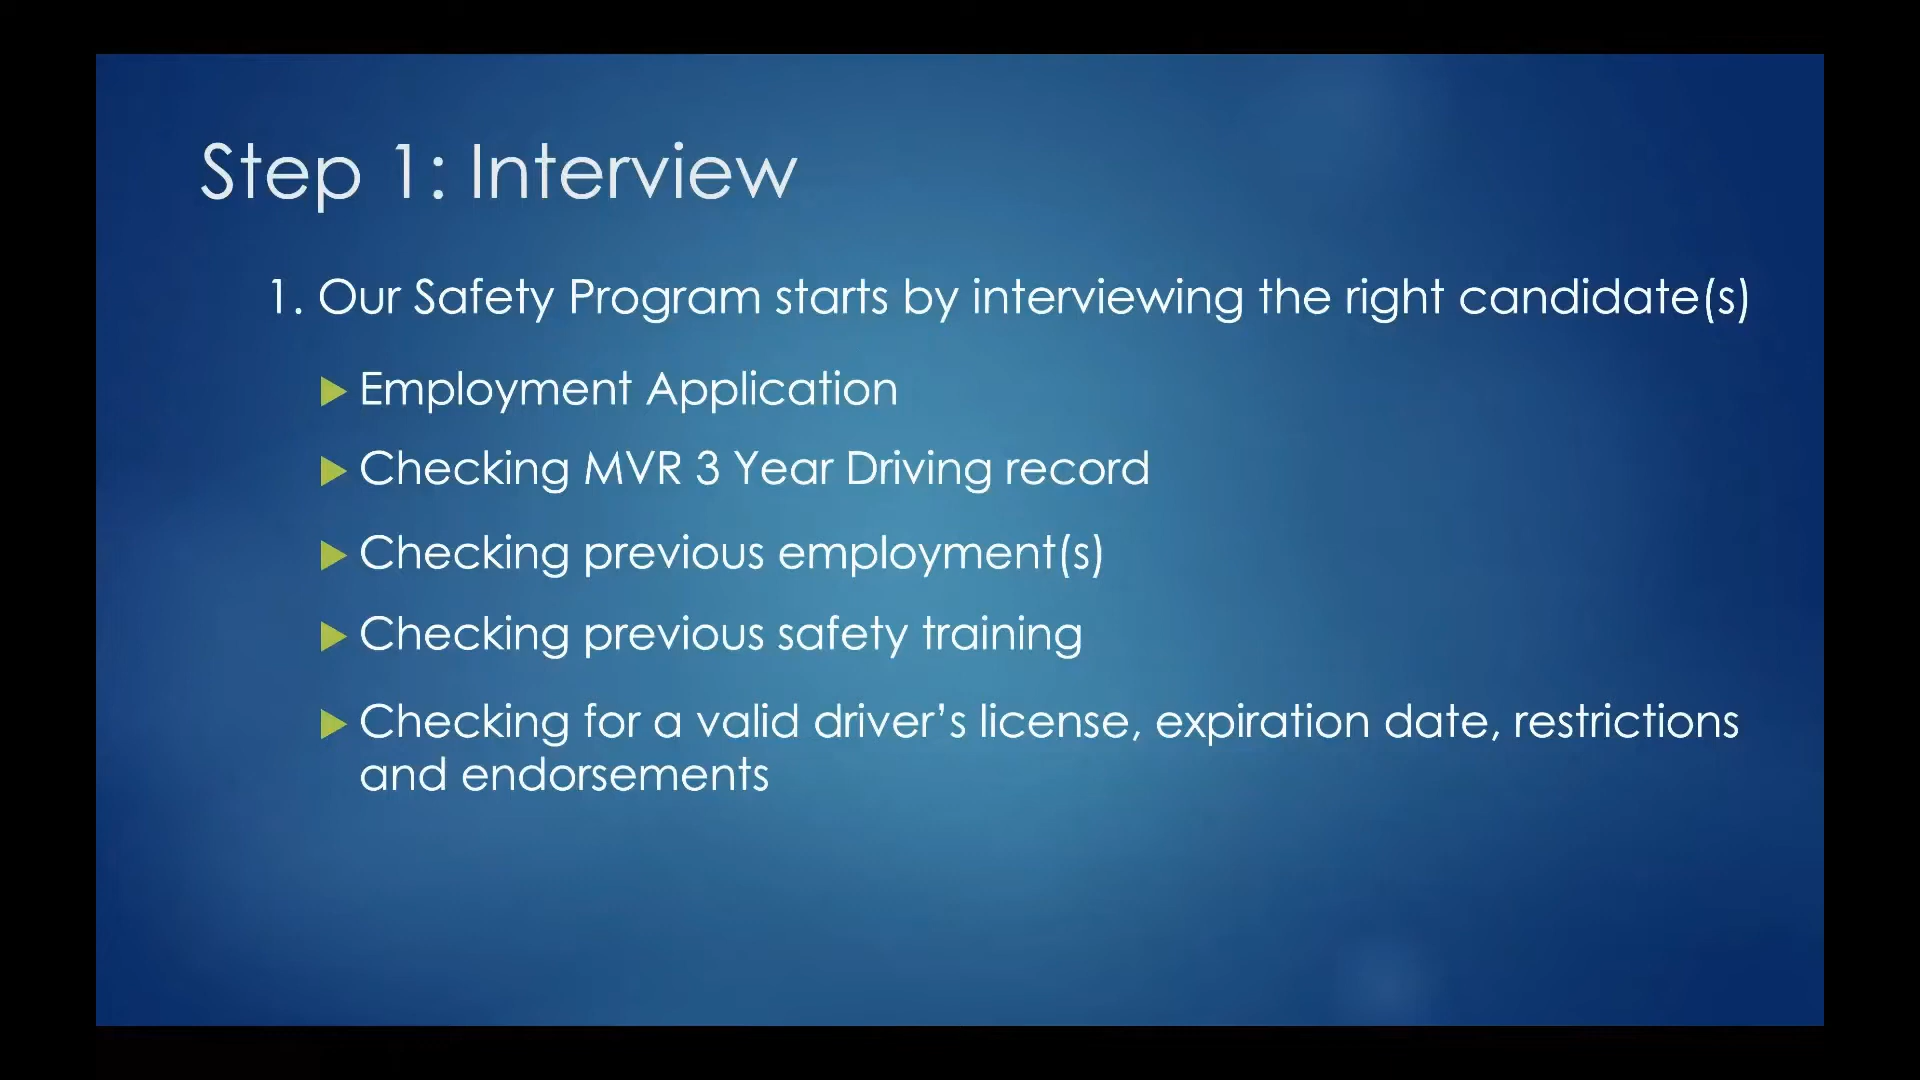 Step 1: Interview
1. Our Safety Program starts by interviewing the right candidate(s)
Employment Application
Checking MVR 3 Year Driving record
Checking previous employment(s)
Checking previous safety training
Checking for a valid driver’s license, expiration date, restrictions
and endorsements